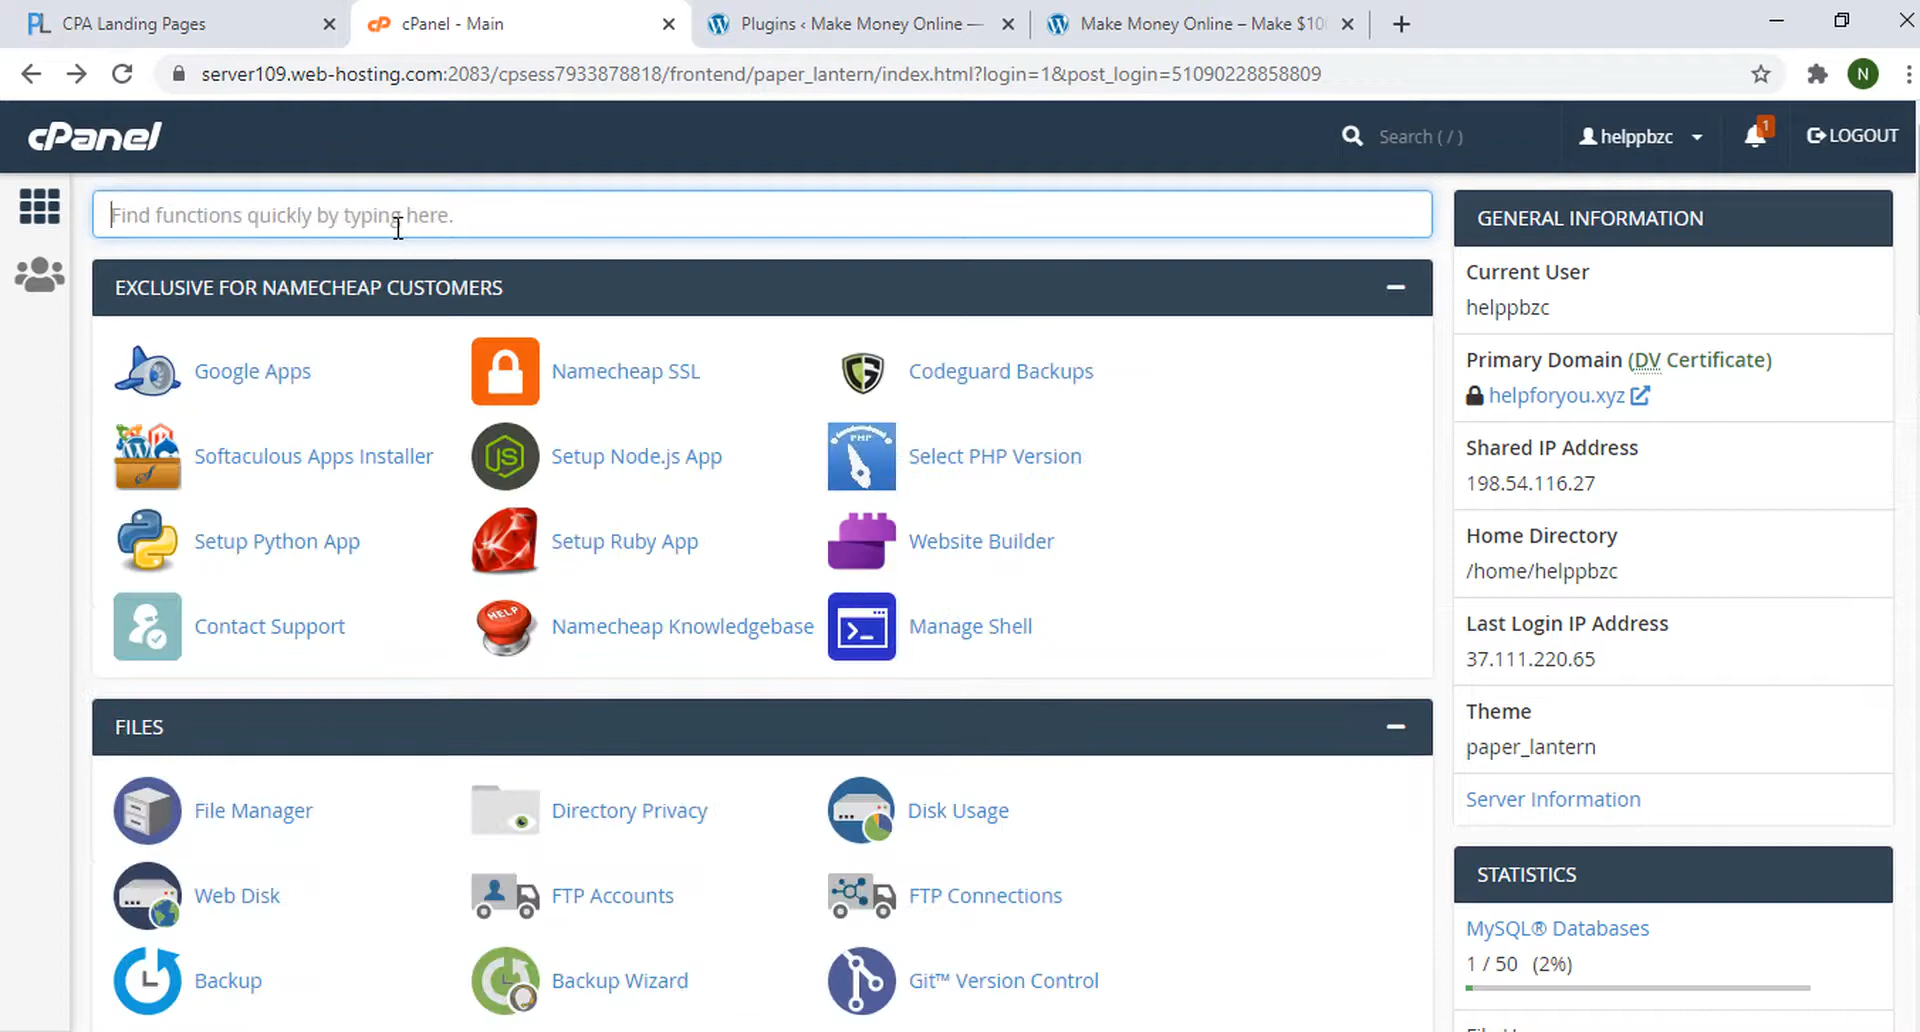 CPA Landing Pages
cPanel - Main
Plugins ‹ Make Money Online —
Make Money Online – Make $10
server109.web-hosting.com:2083/cpsess7933878818/frontend/paper_lantern/index.html?login=1&post_login=51090228858809
N
cPanel
Search ( / )
helppbzc
1
LOGOUT
Find functions quickly by typing here.
EXCLUSIVE FOR NAMECHEAP CUSTOMERS
Google Apps
Namecheap SSL
Codeguard Backups
Softaculous Apps Installer
Setup Node.js App
Select PHP Version
Setup Python App
Setup Ruby App
Website Builder
Contact Support
Namecheap Knowledgebase
Manage Shell
FILES
File Manager
Directory Privacy
Disk Usage
Web Disk
FTP Accounts
FTP Connections
Backup
Backup Wizard
Git™ Version Control
GENERAL INFORMATION
Current User
helppbzc
Primary Domain (DV Certificate)
helpforyou.xyz
Shared IP Address
198.54.116.27
Home Directory
/home/helppbzc
Last Login IP Address
37.111.220.65
Theme
paper_lantern
Server Information
STATISTICS
MySQL® Databases
1 / 50 (2%)